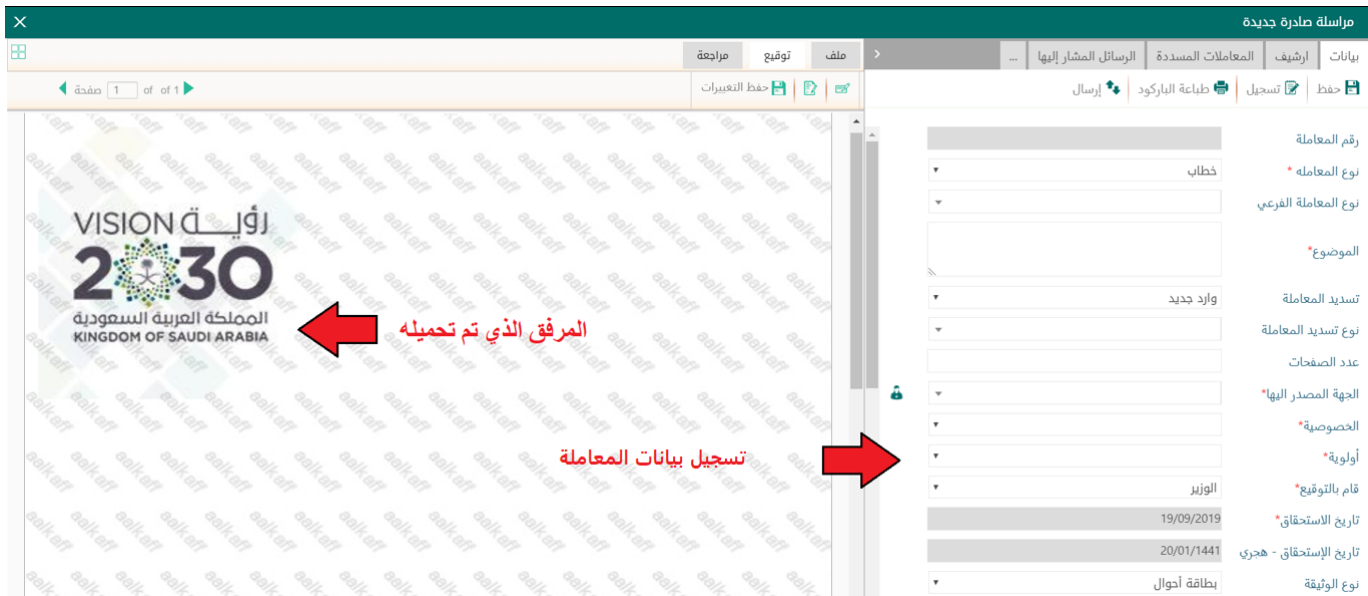 مراسلة صادرة جديدة
بيانات
ارشيف
المعاملات المسددة
الرسائل المشار إليها
...
حفظ
تسجيل
طباعة الباركود
إرسال
رقم المعاملة
نوع المعامله *
خطاب
نوع المعاملة الفرعي
الموضوع*
تسديد المعاملة
وارد جديد
نوع تسديد المعاملة
عدد الصفحات
الجهة المصدر اليها*
الخصوصية*
أولوية*
قام بالتوقيع*
الوزير
تاريخ الاستحقاق*
19/09/2019
تاريخ الإستحقاق - هجري
20/01/1441
نوع الوثيقة
بطاقة أحوال
ملف
توقيع
مراجعة
حفظ التغييرات
صفحة 1 of of 1
VISION رؤيــة
2030
المملكة العربية السعودية
KINGDOM OF SAUDI ARABIA
المرفق الذي تم تحميله
تسجيل بيانات المعاملة
aalkaff